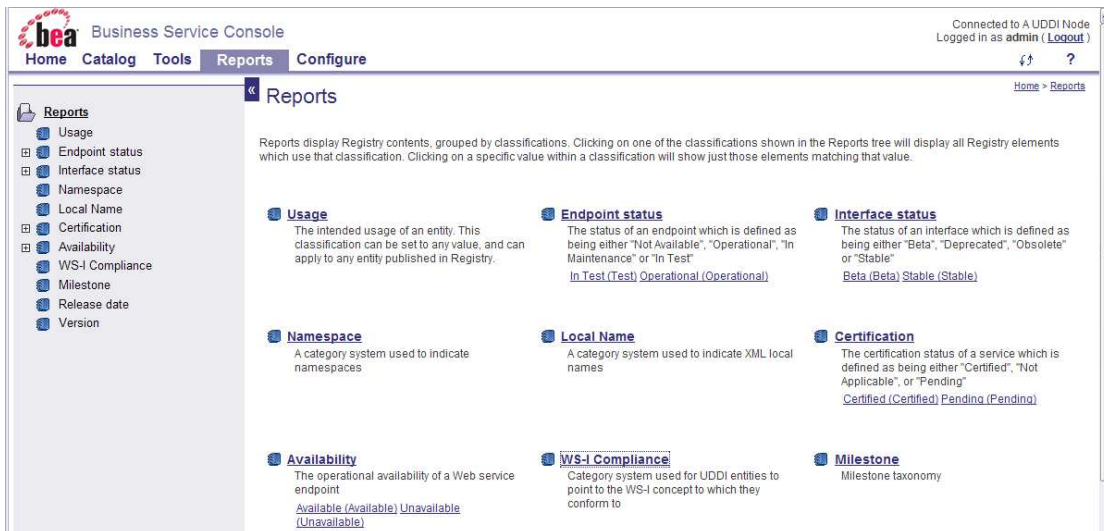 bea Business Service Console
Connected to A UDDI Node
Logged in as admin ( Logout )
Home Catalog Tools Reports Configure
?
«
Reports
Home > Reports
Reports
Usage
Endpoint status
Interface status
Namespace
Local Name
Certification
Availability
WS-I Compliance
Milestone
Release date
Version
Reports display Registry contents, grouped by classifications. Clicking on one of the classifications shown in the Reports tree will display all Registry elements
which use that classification. Clicking on a specific value within a classification will show just those elements matching that value.
Usage
The intended usage of an entity. This
classification can be set to any value, and can
apply to any entity published in Registry.
Endpoint status
The status of an endpoint which is defined as
being either "Not Available", "Operational", "In
Maintenance" or "In Test"
In Test (Test) Operational (Operational)
Interface status
The status of an interface which is defined as
being either "Beta", "Deprecated", "Obsolete"
or "Stable"
Beta (Beta) Stable (Stable)
Namespace
A category system used to indicate
namespaces
Local Name
A category system used to indicate XML local
names
Certification
The certification status of a service which is
defined as being either "Certified", "Not
Applicable", or "Pending"
Certified (Certified) Pending (Pending)
Availability
The operational availability of a Web service
endpoint
Available (Available) Unavailable
(Unavailable)
WS-I Compliance
Category system used for UDDI entities to
point to the WS-I concept to which they
conform to
Milestone
Milestone taxonomy